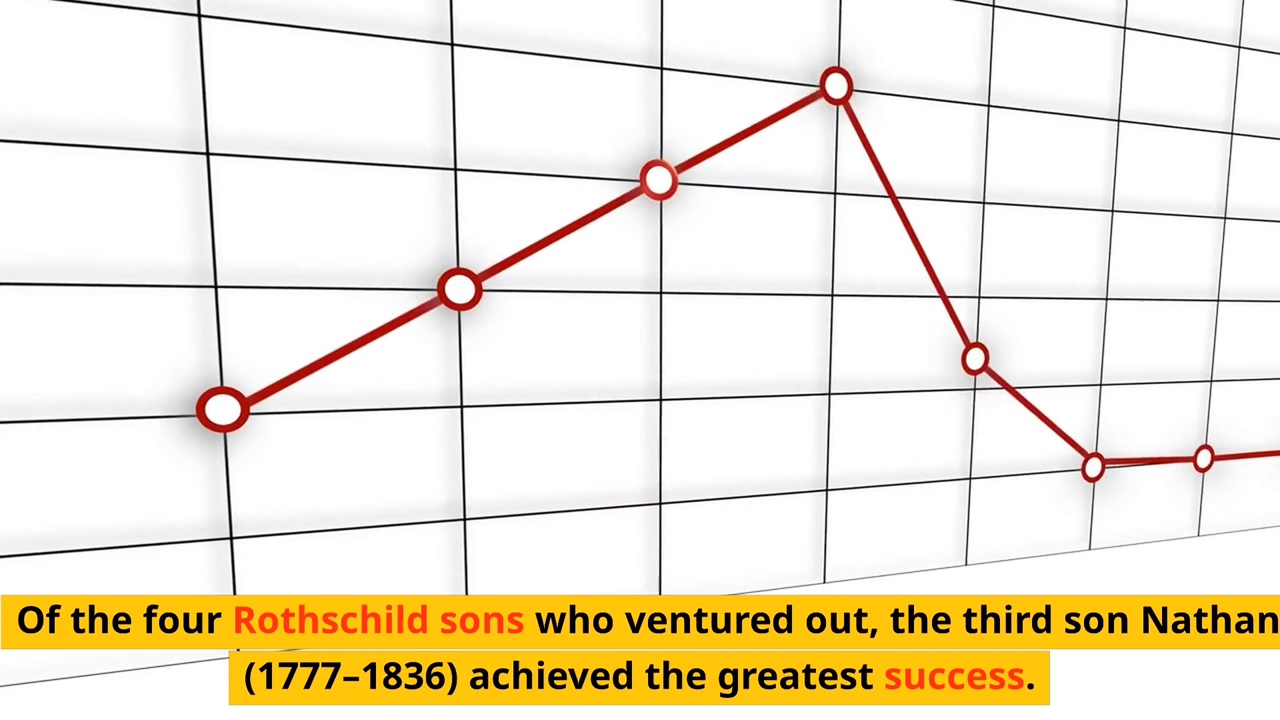 Of the four Rothschild sons who ventured out, the third son Nathan
(1777–1836) achieved the greatest success.